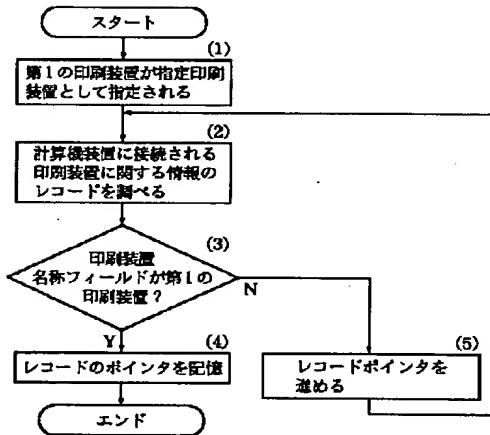 スタート
(1)
第1の印刷装置が指定印刷
装置として指定される
(2)
計算機装置に接続される
印刷装置に関する情報の
レコードを調べる
(3)
印刷装置
名称フィールドが第1の
印刷装置?
N
Y
(4)
レコードのポインタを記憶
(5)
レコードポインタを
進める
エンド